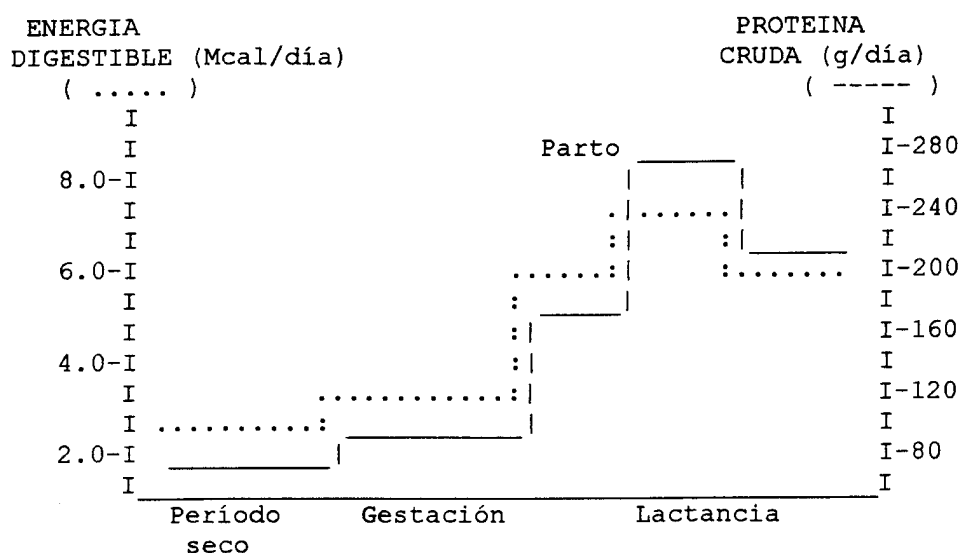 ENERGIA PROTEINA
DIGESTIBLE (Mcal/día) CRUDA (g/día)
( ..... ) ( ----- )
Parto
I-280
8.0-I
I-240
6.0-I
I-200
I-160
4.0-I
I-120
2.0-I
I-80
Período Gestación Lactancia
seco